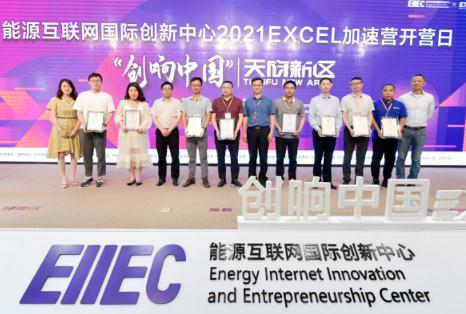 EIIEC
能源互联网国际创新中心2021EXCEL加速营开营日
“创响中国”|天府新区
TIANFU NEW AREA
创响中国
EIIEC
能源互联网国际创新中心
Energy Internet Innovation
and Entrepreneurship Center